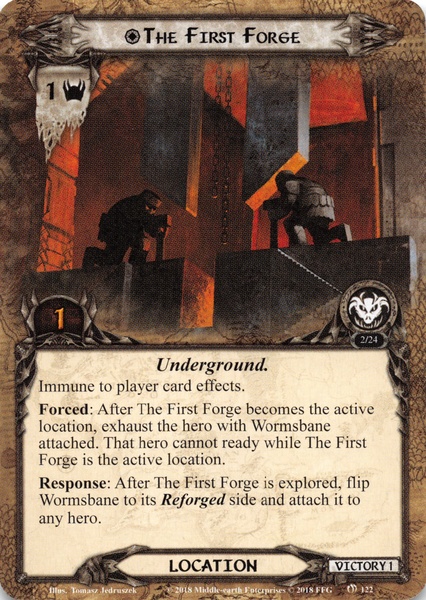 The First Forge
1
1
2/24
Underground.
Immune to player card effects.
Forced: After The First Forge becomes the active
location, exhaust the hero with Wormsbane
attached. That hero cannot ready while The First
Forge is the active location.
Response: After The First Forge is explored, flip
Wormsbane to its Reforged side and attach it to
any hero.
LOCATION
VICTORY 1
Illus. Tomasz Jedruszek
©2018 Middle-earth Enterprises © 2018 FFG
122